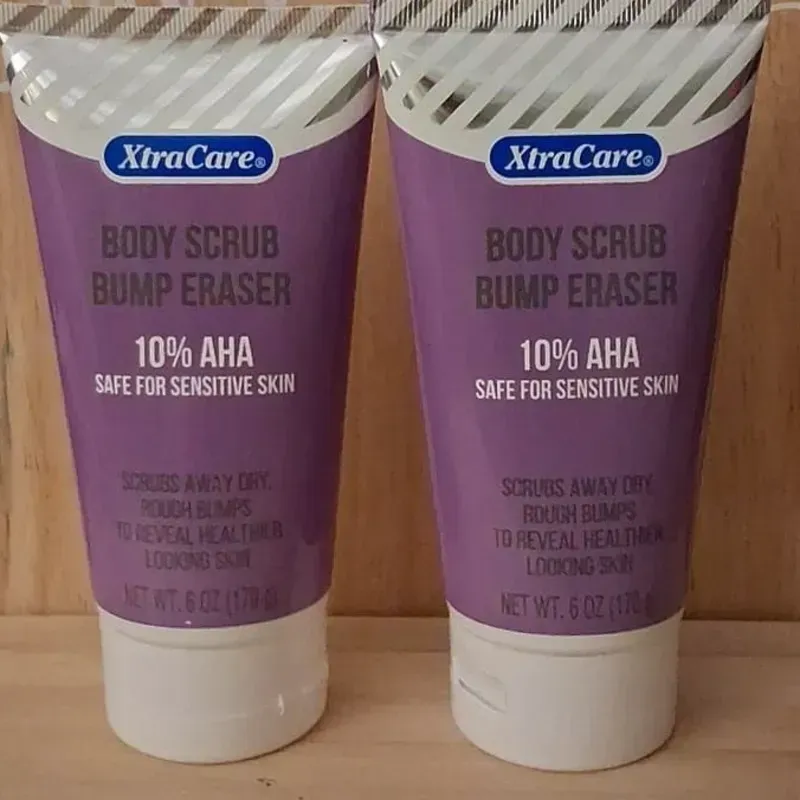 XtraCare®
BODY SCRUB
BUMP ERASER
10% AHA
SAFE FOR SENSITIVE SKIN
SCRUBS AWAY DRY,
ROUGH BUMPS
TO REVEAL HEALTHIER
LOOKING SKIN
NET WT. 6 OZ (170 g)
XtraCare®
BODY SCRUB
BUMP ERASER
10% AHA
SAFE FOR SENSITIVE SKIN
SCRUBS AWAY DRY,
ROUGH BUMPS
TO REVEAL HEALTHIER
LOOKING SKIN
NET WT. 6 OZ (170 g)